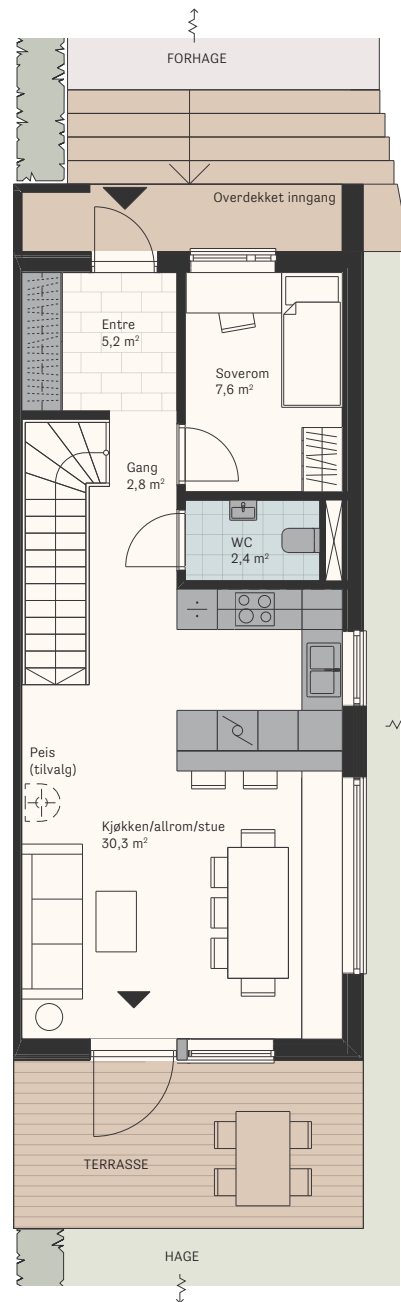 FORHAGE
Overdekket inngang
Entre
5,2 m²
Soverom
7,6 m²
Gang
2,8 m²
WC
2,4 m²
Peis
(tilvalg)
Kjøkken/allrom/stue
30,3 m²
TERRASSE
HAGE